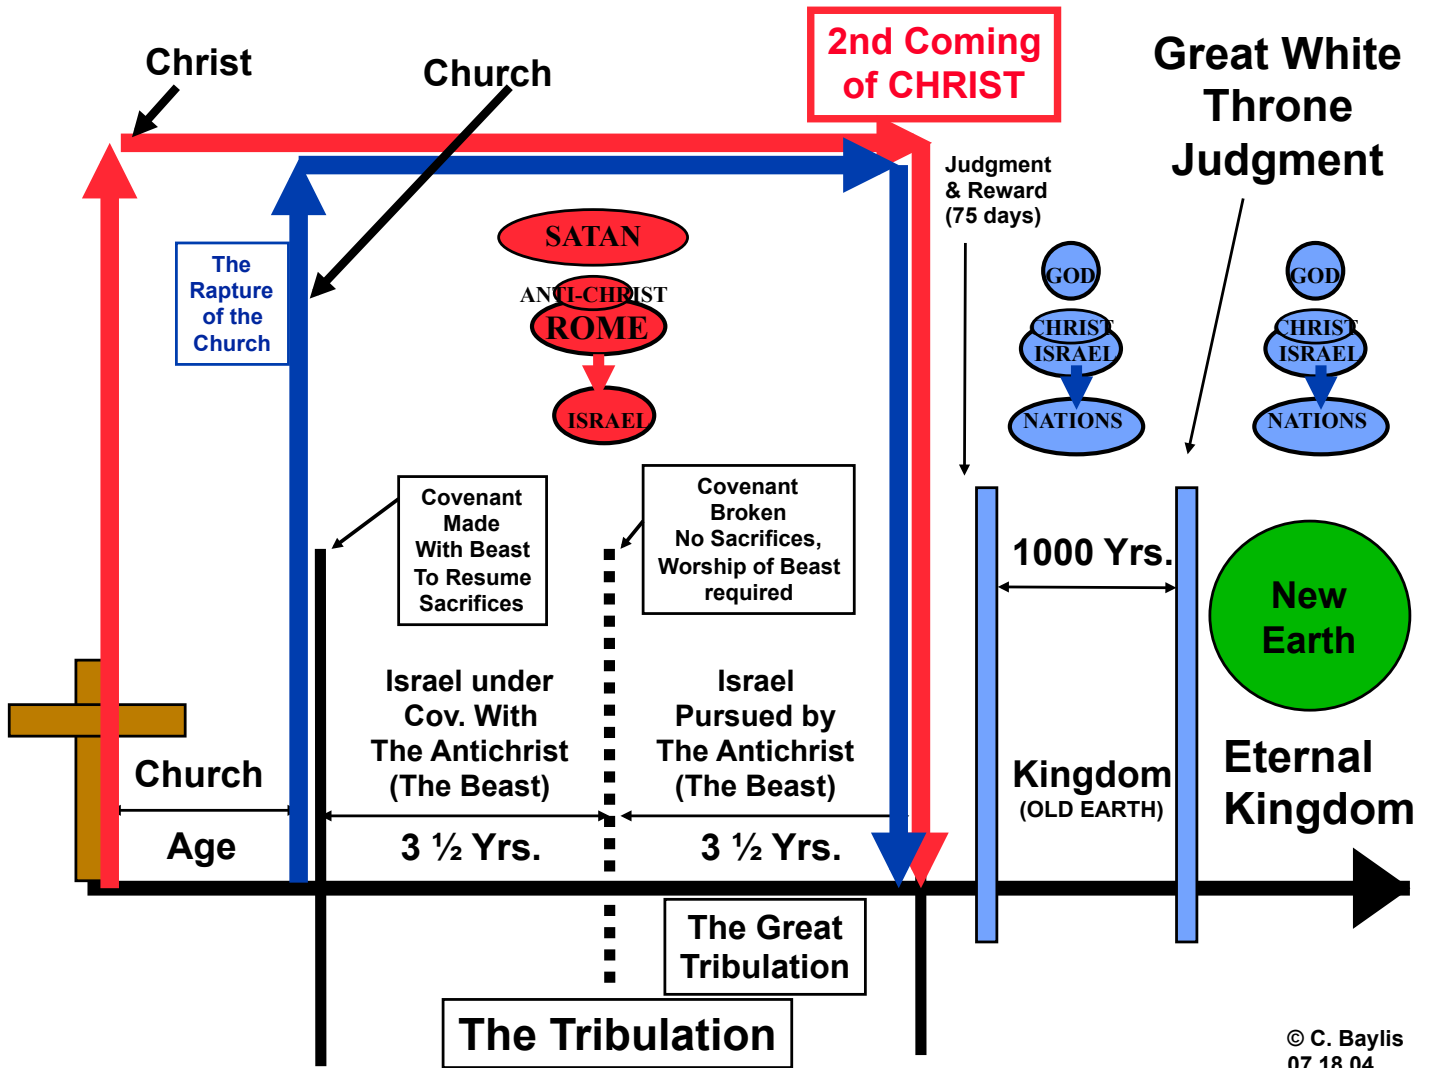 Christ
Church
2nd Coming
of CHRIST
Great White
Throne
Judgment
Judgment
& Reward
(75 days)
The
Rapture
of the
Church
SATAN
ANTI-CHRIST
ROME
ISRAEL
GOD
CHRIST
ISRAEL
NATIONS
GOD
CHRIST
ISRAEL
NATIONS
Covenant
Made
With Beast
To Resume
Sacrifices
Covenant
Broken
No Sacrifices,
Worship of Beast
required
1000 Yrs.
New
Earth
Church
Age
Israel under
Cov. With
The Antichrist
(The Beast)
3 ½ Yrs.
Israel
Pursued by
The Antichrist
(The Beast)
3 ½ Yrs.
Kingdom
(OLD EARTH)
Eternal
Kingdom
The Great
Tribulation
The Tribulation
© C. Baylis
07.18.04